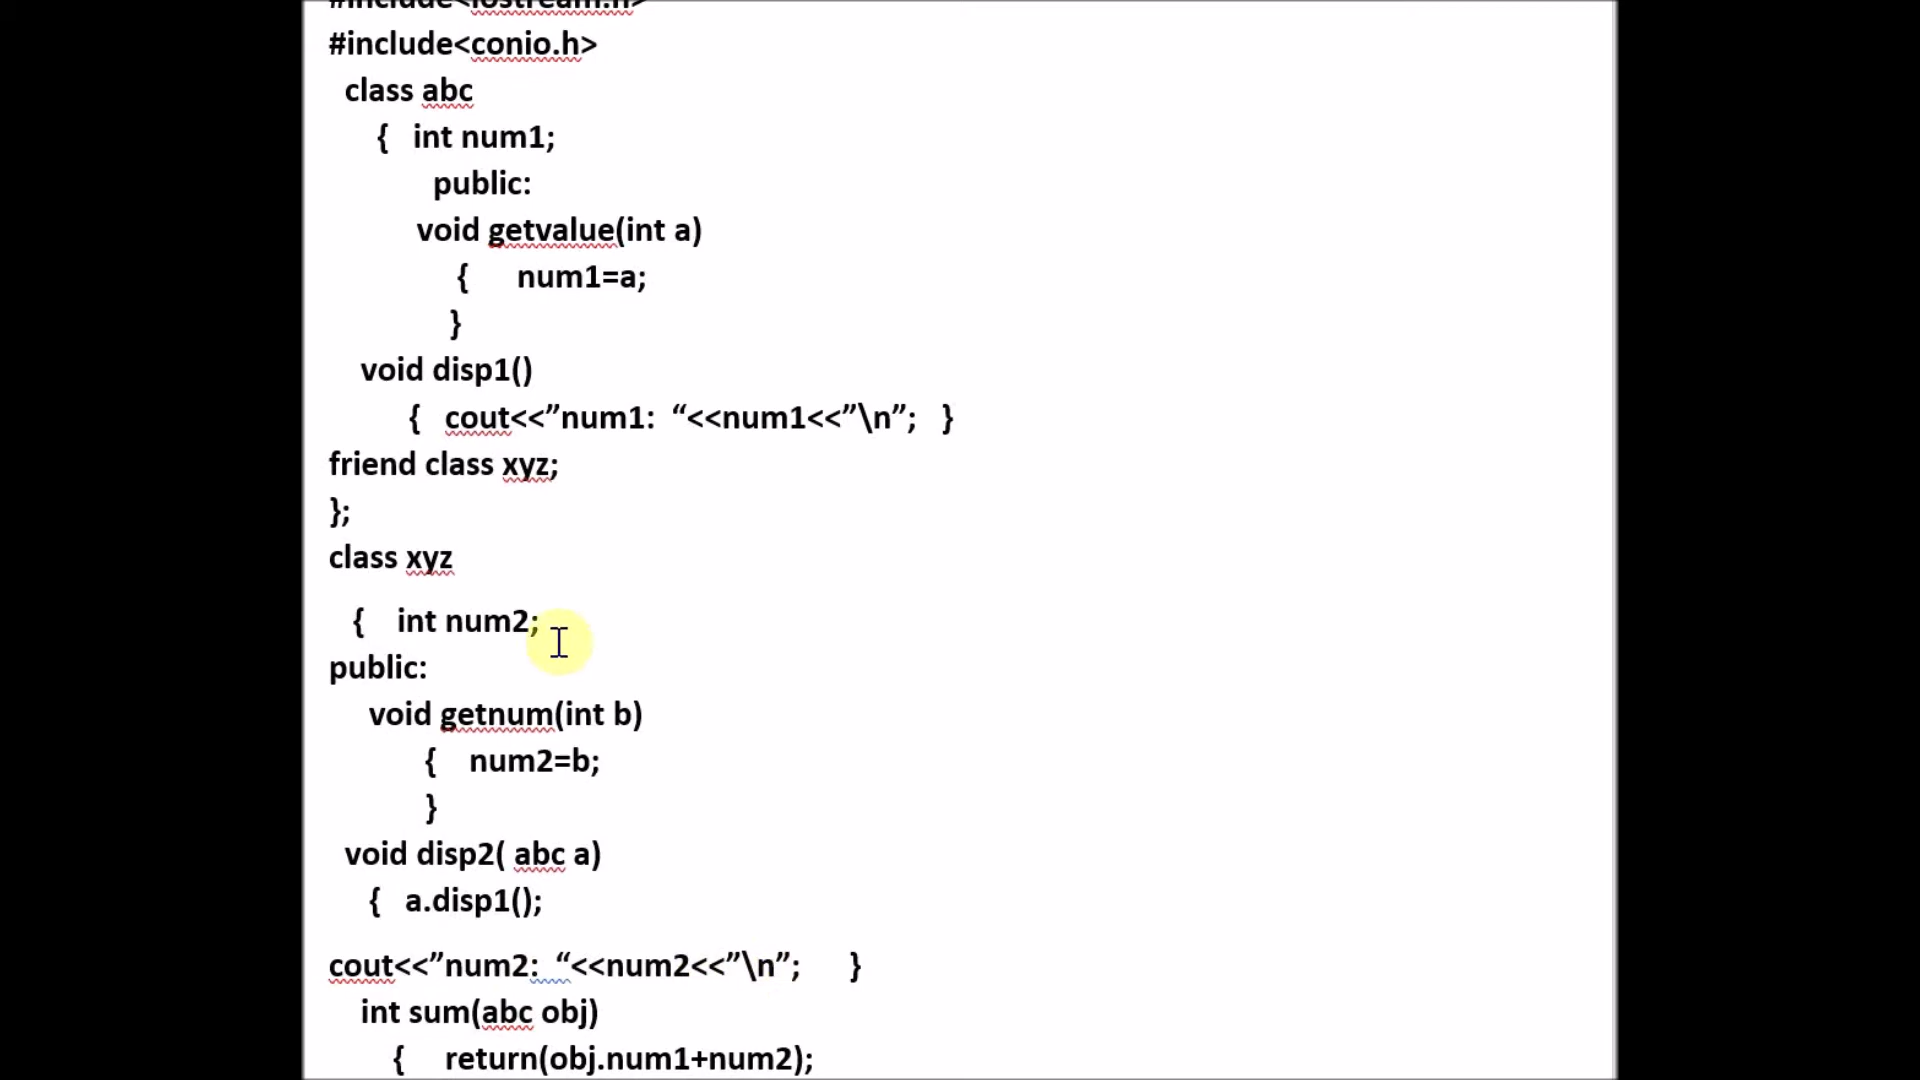 #include<iostream.h>
#include<conio.h>
class abc
{ int num1;
public:
void getvalue(int a)
{ num1=a;
}
void disp1()
{ cout<<”num1: “<<num1<<”\n”; }
friend class xyz;
};
class xyz
{ int num2;
public:
void getnum(int b)
{ num2=b;
}
void disp2( abc a)
{ a.disp1();
cout<<”num2: “<<num2<<”\n”; }
int sum(abc obj)
{ return(obj.num1+num2);